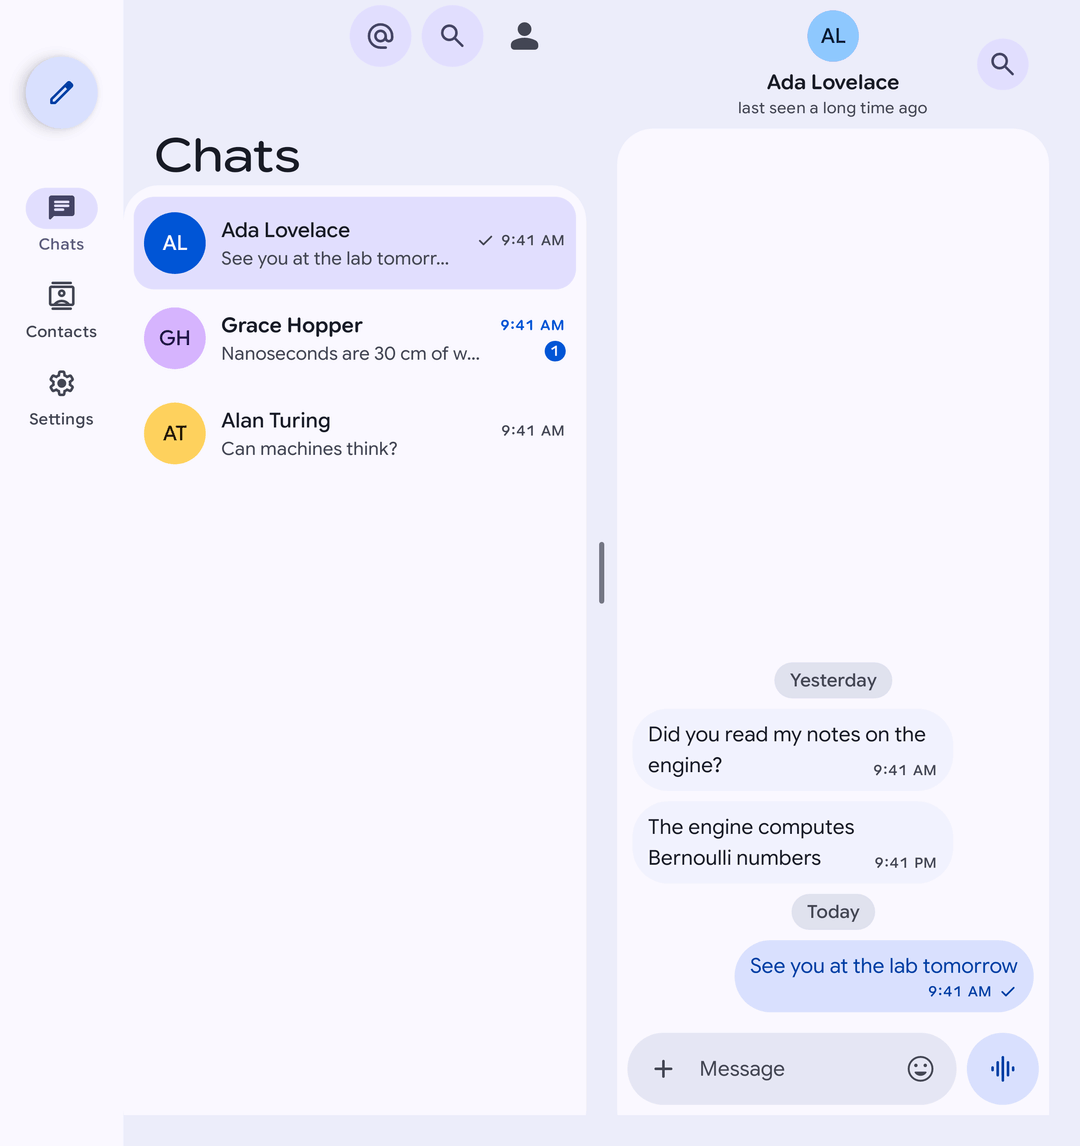 Chats
Contacts
Settings
Chats
AL
Ada Lovelace
9:41 AM
See you at the lab tomorr...
GH
Grace Hopper
9:41 AM
Nanoseconds are 30 cm of w...
1
AT
Alan Turing
9:41 AM
Can machines think?
AL
Ada Lovelace
last seen a long time ago
Yesterday
Did you read my notes on the
engine?
9:41 AM
The engine computes
Bernoulli numbers
9:41 PM
Today
See you at the lab tomorrow
9:41 AM
Message